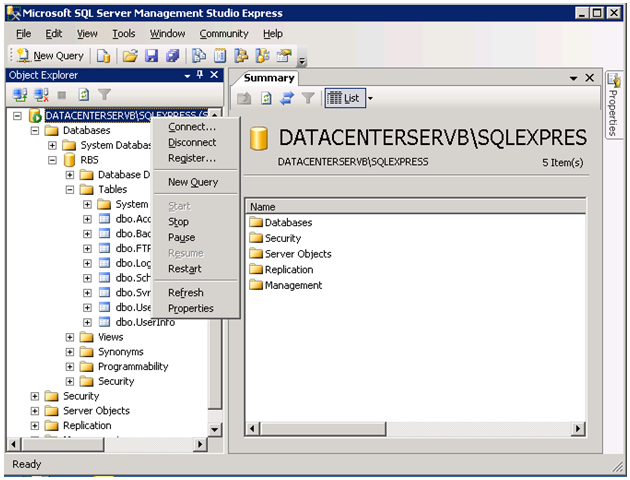 Microsoft SQL Server Management Studio Express
File Edit View Tools Window Community Help
New Query
Object Explorer
DATACENTERSERVB\SQLEXPRESS (S
Databases
System Databas
RBS
Database D
Tables
System
dbo.Acc
dbo.Bac
dbo.FTP
dbo.Log
dbo.Sch
dbo.Syr
dbo.Use
dbo.UserInfo
Views
Synonyms
Programmability
Security
Security
Server Objects
Replication
Connect...
Disconnect
Register...
New Query
Start
Stop
Pause
Resume
Restart
Refresh
Properties
Summary
List
DATACENTERSERVB\SQLEXPRES
DATACENTERSERVB\SQLEXPRESS 5 Item(s)
Name
Databases
Security
Server Objects
Replication
Management
Properties
Ready